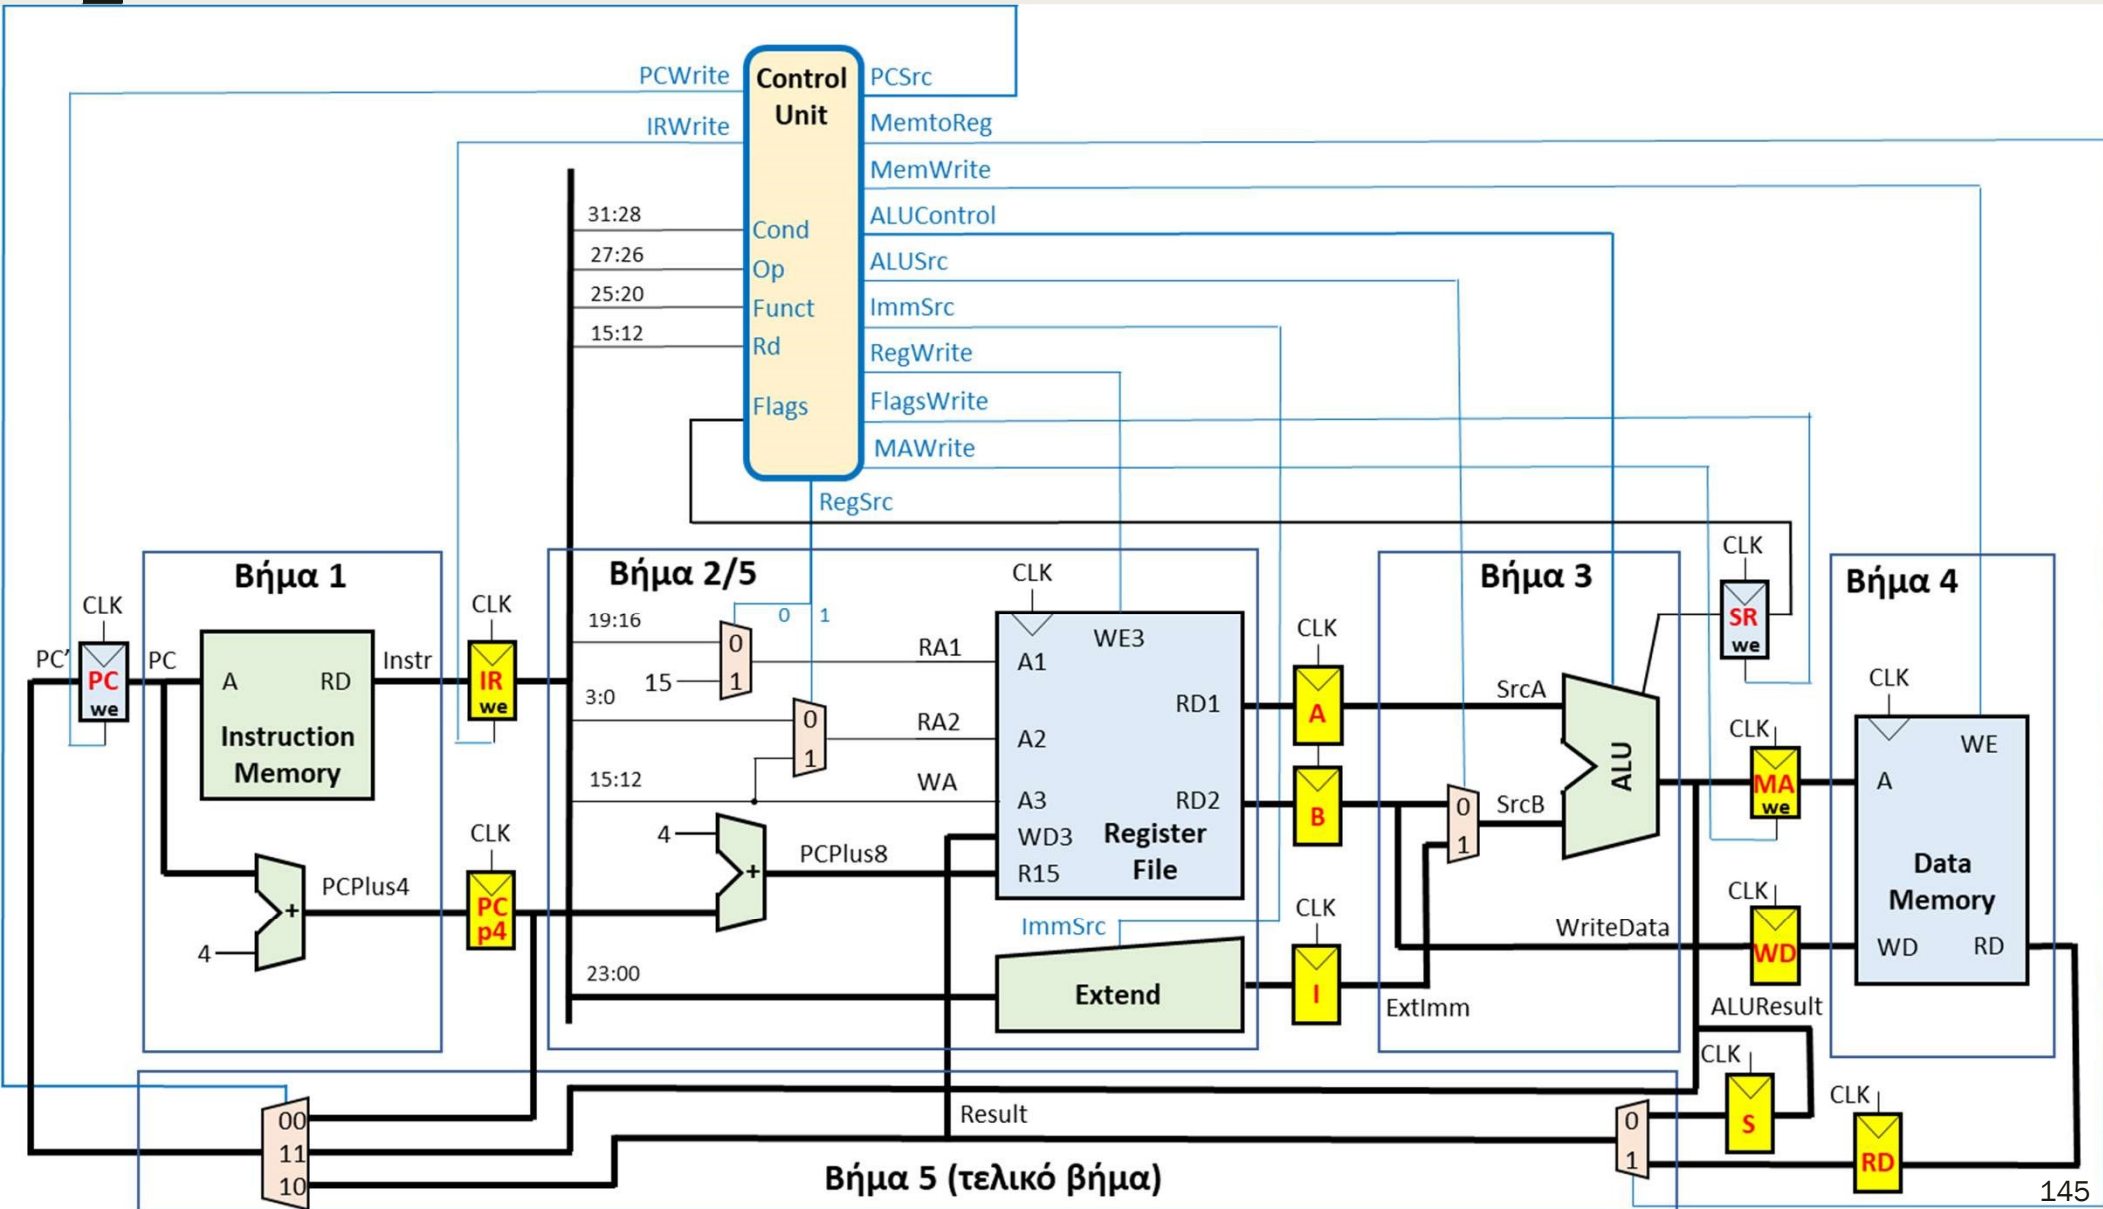 PCWrite
IRWrite
Control
Unit
PCSrc
MemtoReg
MemWrite
ALUControl
ALUSrc
ImmSrc
RegWrite
FlagsWrite
MAWrite
31:28
Cond
27:26
Op
25:20
Funct
15:12
Rd
Flags
RegSrc
Βήμα 1
CLK
PC’
PC
we
PC
A
RD
Instruction
Memory
Instr
CLK
IR
we
PCPlus4
4
+
CLK
PC
p4
Βήμα 2/5
0
1
19:16
0
15
1
3:0
0
1
15:12
RA1
RA2
WA
4
+
PCPlus8
23:00
CLK
WE3
A1
A2
A3
WD3
R15
RD1
RD2
Register
File
ImmSrc
Extend
CLK
A
B
CLK
I
Βήμα 3
SrcA
0
SrcB
1
ALU
WriteData
ExtImm
CLK
SR
we
CLK
MA
we
CLK
WD
ALUResult
Βήμα 4
CLK
WE
A
Data
Memory
WD
RD
CLK
S
CLK
RD
00
11
10
Result
0
1
Βήμα 5 (τελικό βήμα)
145